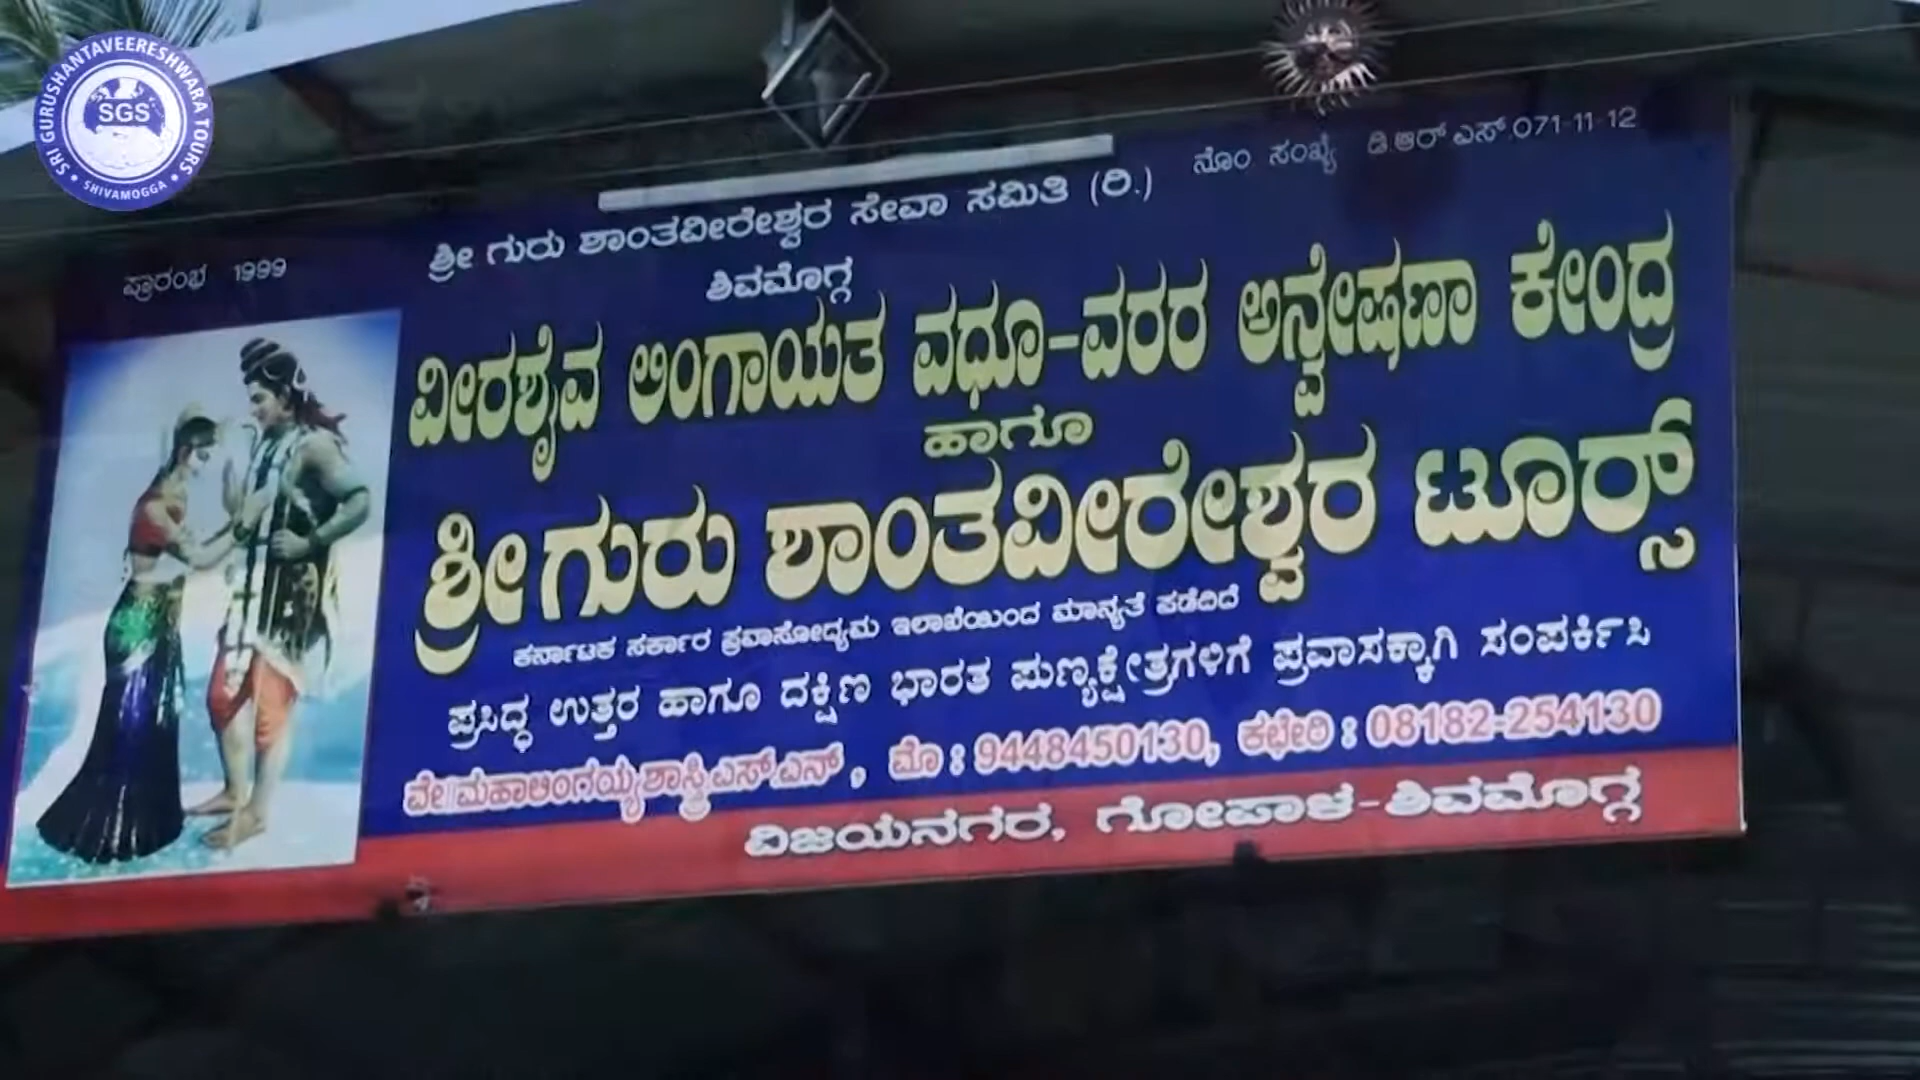 SRI GURUSHANTAVEERESHWARA TOURS
SGS
• SHIVAMOGGA •
ನೊಂ ಸಂಖ್ಯೆ ಡಿ.ಆರ್ ಎಸ್.071-11-12
ಶ್ರೀ ಗುರು ಶಾಂತವೀರೇಶ್ವರ ಸೇವಾ ಸಮಿತಿ (ರಿ.)
ಪ್ರಾರಂಭ 1999
ಶಿವಮೊಗ್ಗ
ವೀರಶೈವ ಲಿಂಗಾಯತ ವಧೂ-ವರರ ಅನ್ವೇಷಣಾ ಕೇಂದ್ರ
ಹಾಗೂ
ಶ್ರೀ ಗುರು ಶಾಂತವೀರೇಶ್ವರ ಟೂರ್ಸ್
ಕರ್ನಾಟಕ ಸರ್ಕಾರ ಪ್ರವಾಸೋದ್ಯಮ ಇಲಾಖೆಯಿಂದ ಮಾನ್ಯತೆ ಪಡೆದಿದೆ
ಪ್ರಸಿದ್ಧ ಉತ್ತರ ಹಾಗೂ ದಕ್ಷಿಣ ಭಾರತ ಪುಣ್ಯಕ್ಷೇತ್ರಗಳಿಗೆ ಪ್ರವಾಸಕ್ಕಾಗಿ ಸಂಪರ್ಕಿಸಿ
ವೇ||ಮಹಾಲಿಂಗಯ್ಯಶಾಸ್ತ್ರಿಎಸ್.ಎನ್, ಮೊ : 9448450130, ಕಛೇರಿ : 08182-254130
ವಿಜಯನಗರ, ಗೋಪಾಳ-ಶಿವಮೊಗ್ಗ